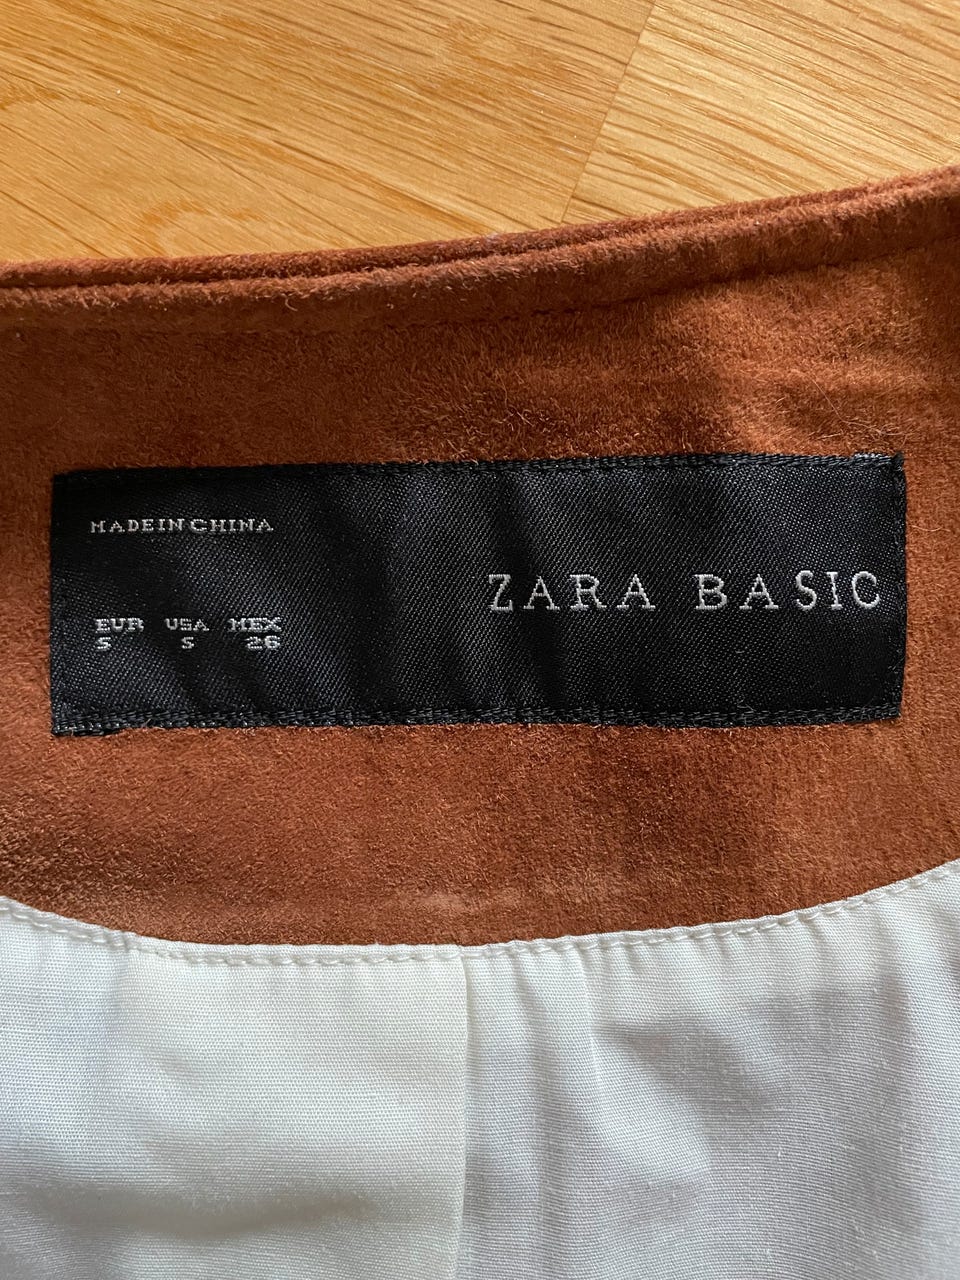 MADE IN CHINA
ZARA BASIC
EUR USA MEX
S S 26